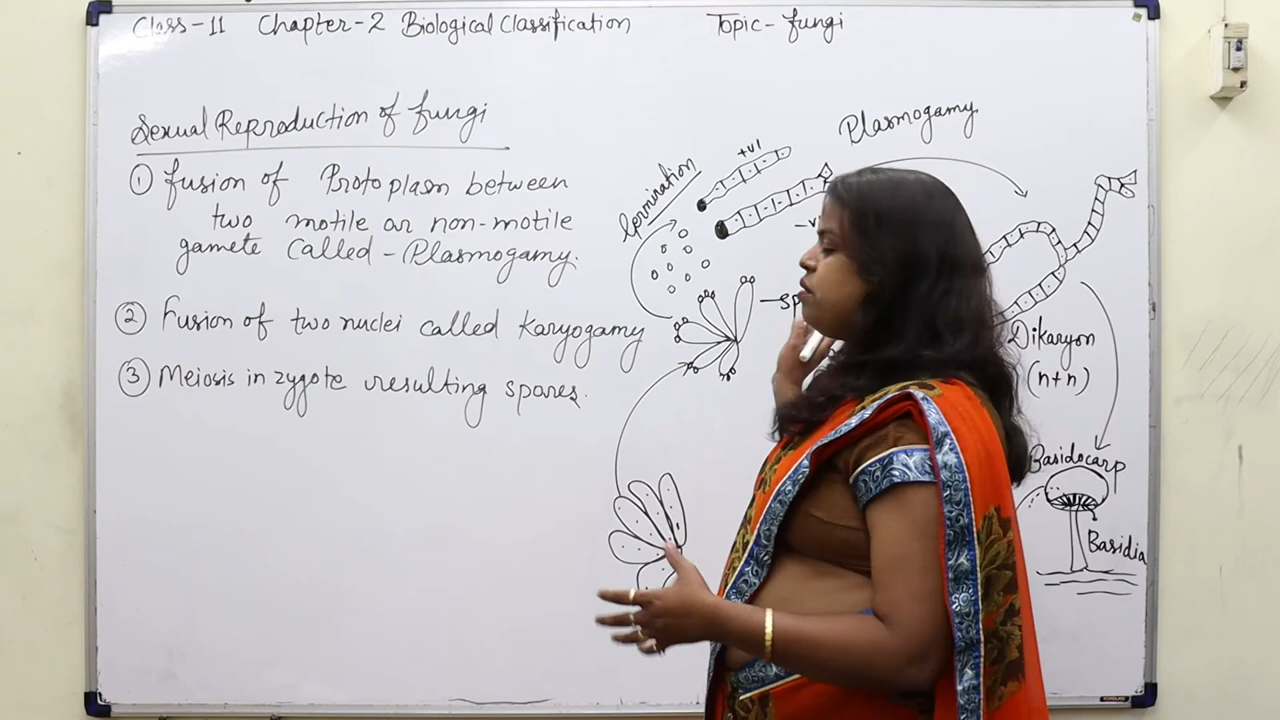 Class-11 Chapter-2 Biological Classification Topic- fungi
Sexual Reproduction of fungi
① fusion of Protoplasm between
two motile or non-motile
gamete called - Plasmogamy.
② Fusion of two nuclei called Karyogamy
③ Meiosis in zygote resulting spores.
Plasmogamy
+ve
Germination
Dikaryon
(n+n)
Basidocarp
Basidia